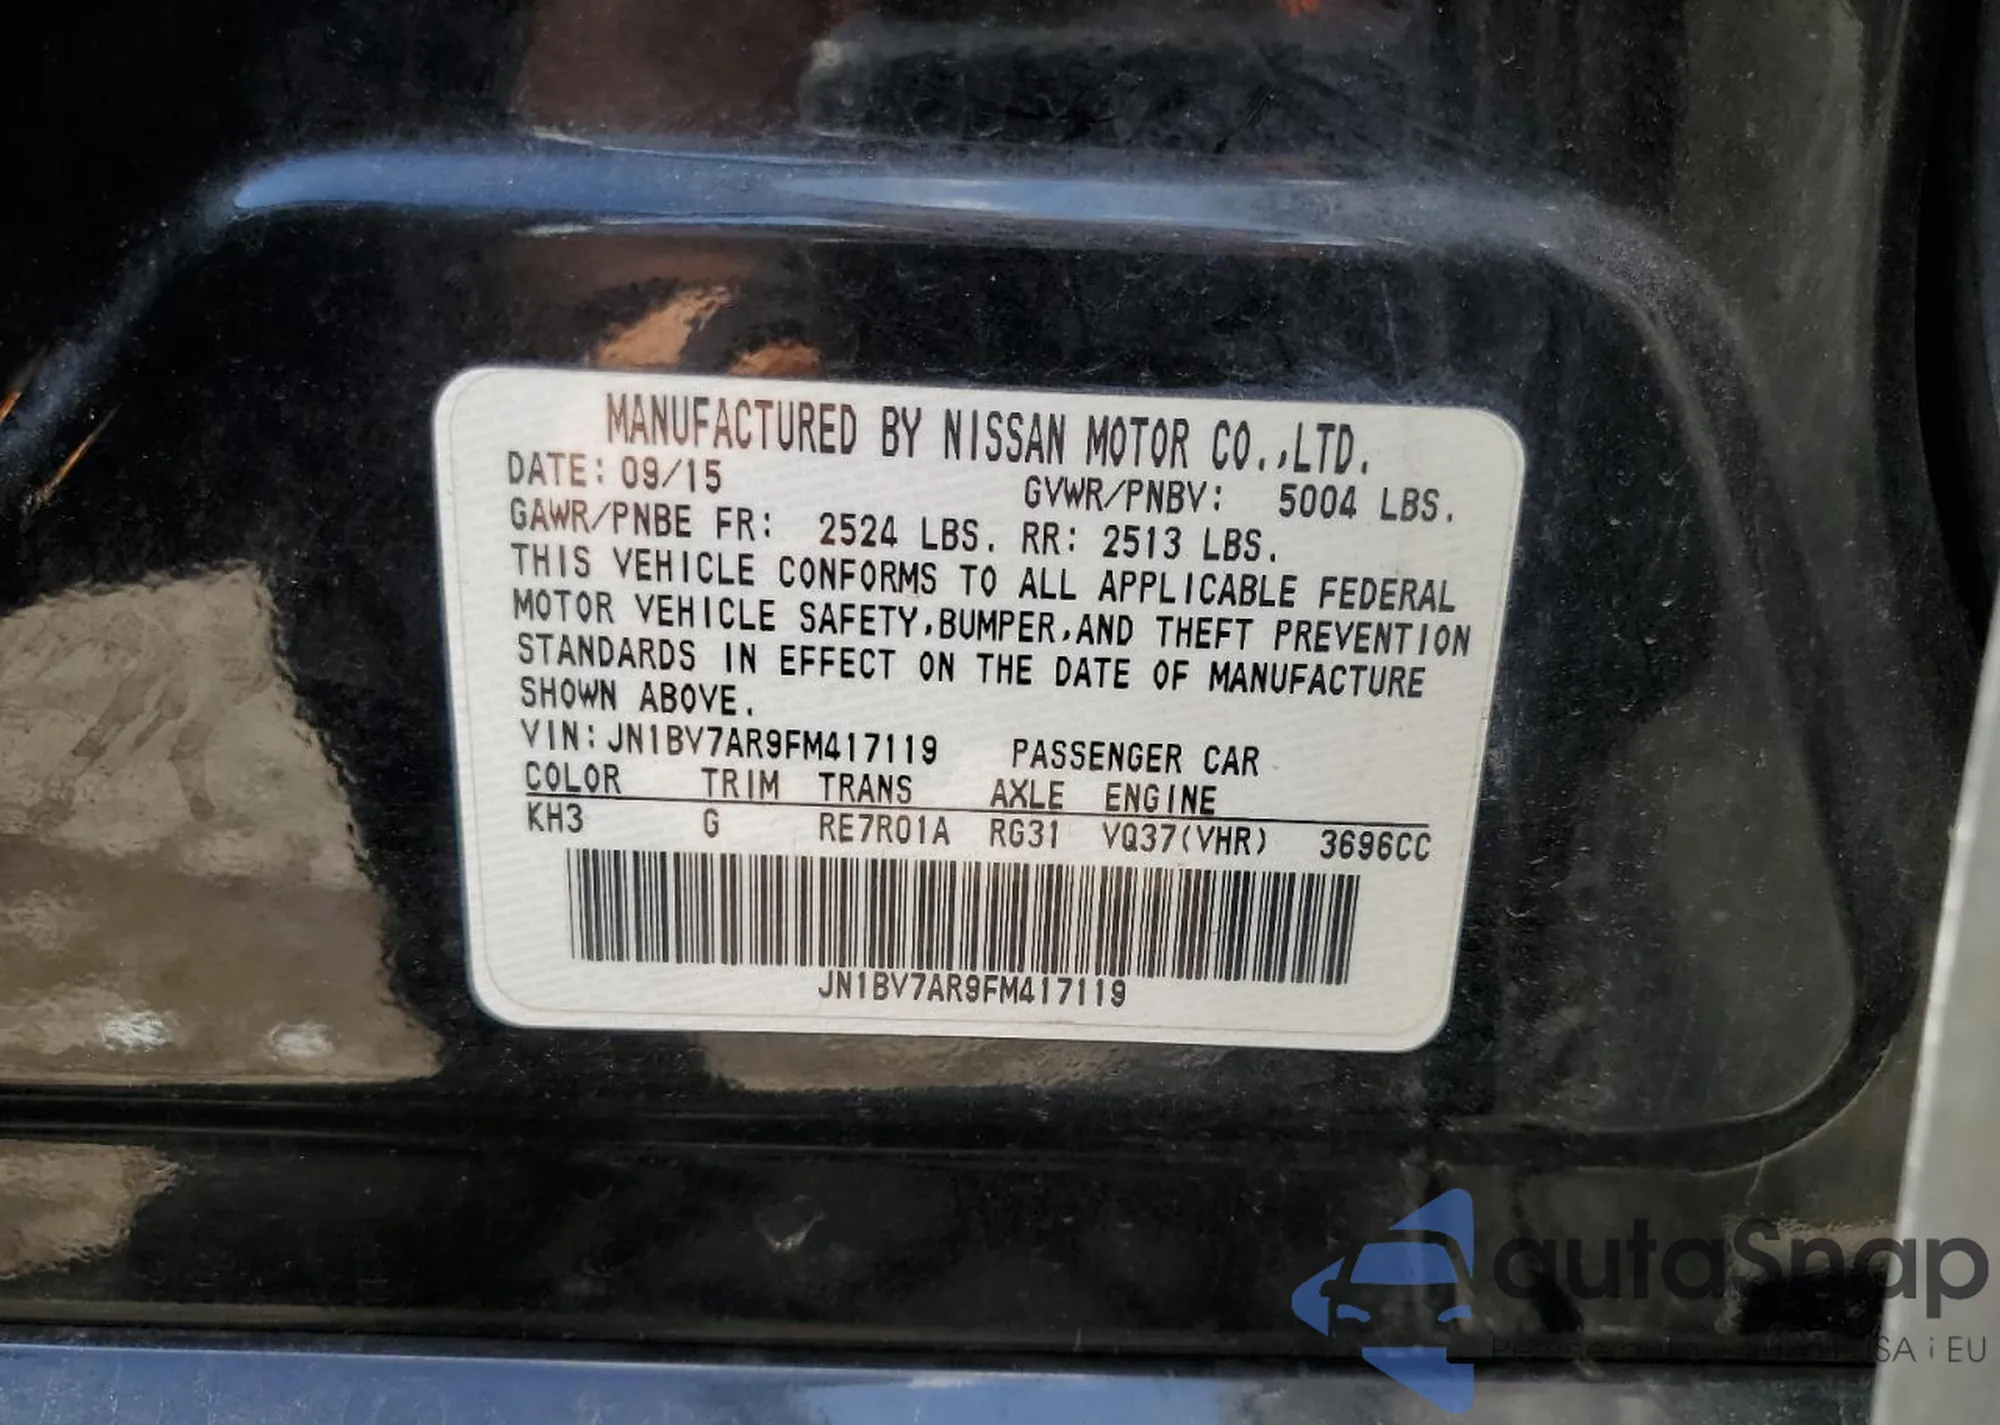 MANUFACTURED BY NISSAN MOTOR CO.,LTD.
DATE: 09/15 GVWR/PNBV: 5004 LBS.
GAWR/PNBE FR: 2524 LBS. RR: 2513 LBS.
THIS VEHICLE CONFORMS TO ALL APPLICABLE FEDERAL
MOTOR VEHICLE SAFETY,BUMPER,AND THEFT PREVENTION
STANDARDS IN EFFECT ON THE DATE OF MANUFACTURE
SHOWN ABOVE.
VIN: JN1BV7AR9FM417119 PASSENGER CAR
COLOR TRIM TRANS AXLE ENGINE
KH3 G RE7R01A RG31 VQ37(VHR) 3696CC
JN1BV7AR9FM417119
autaSnap
USA i EU